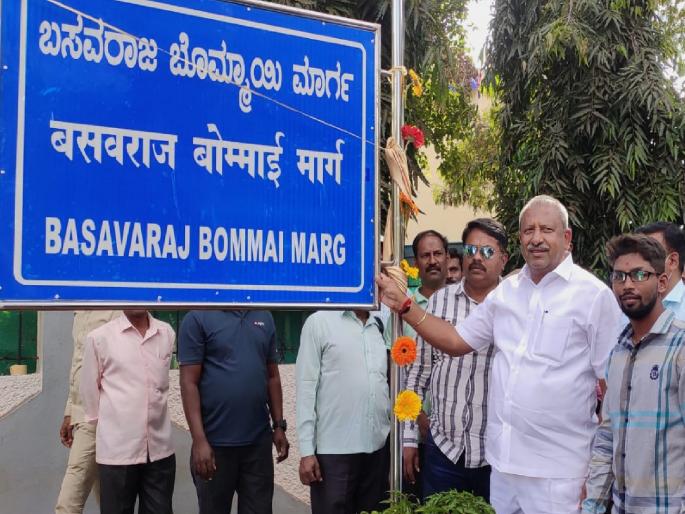 ಬಸವರಾಜ ಬೊಮ್ಮಾಯಿ ಮಾರ್ಗ
बसवराज बोम्माई मार्ग
BASAVARAJ BOMMAI MARG